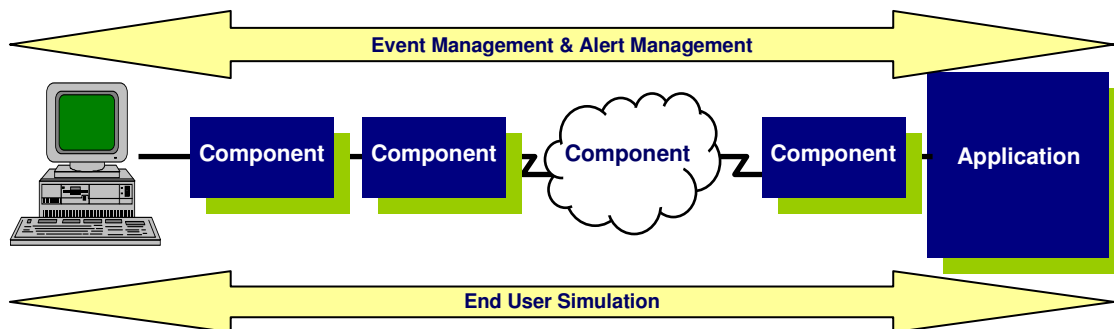 Event Management & Alert Management
Component
Component
Component
Component
Application
End User Simulation